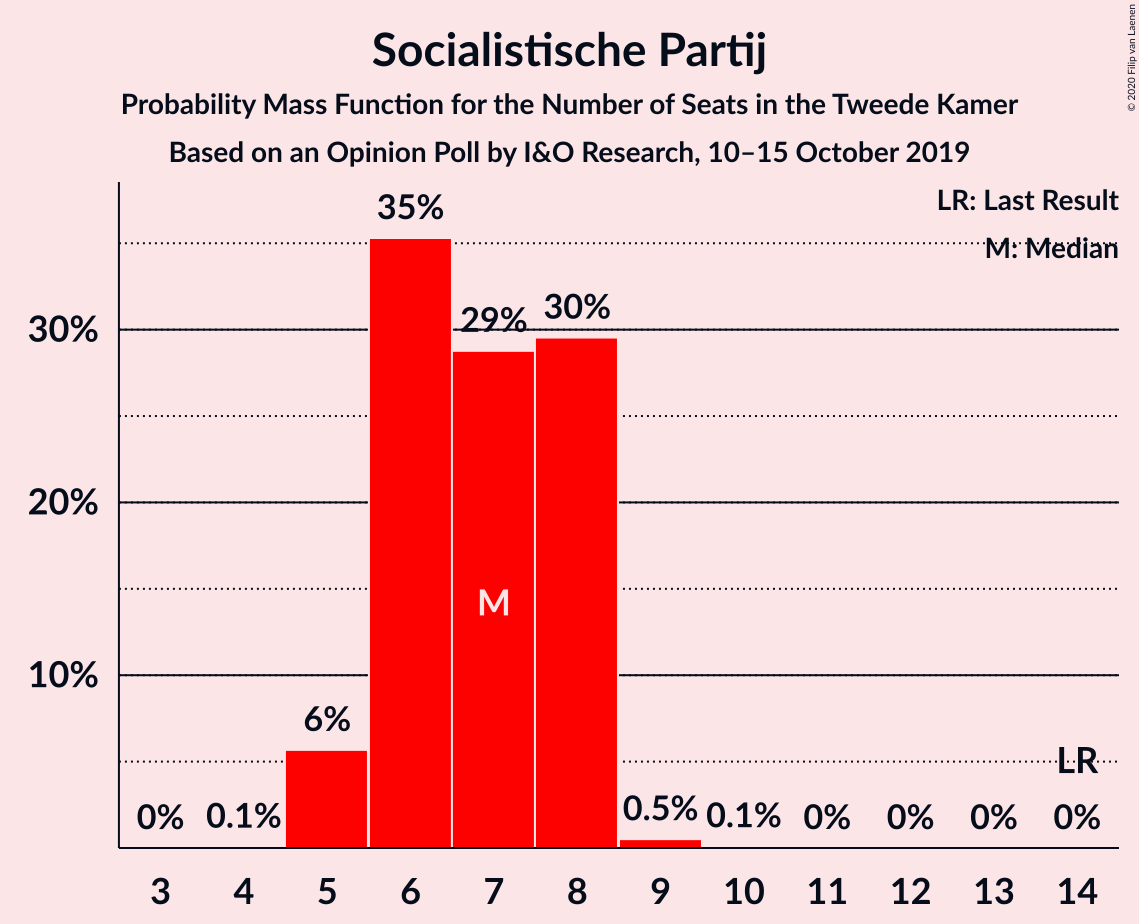 Socialistische Partij
Probability Mass Function for the Number of Seats in the Tweede Kamer
Based on an Opinion Poll by I&O Research, 10–15 October 2019
© 2020 Filip van Laenen
LR: Last Result
M: Median
35%
29%
30%
30%
20%
10%
M
6%
LR
0%
0.1%
0.5%
0.1%
0%
0%
0%
0%
3 4 5 6 7 8 9 10 11 12 13 14